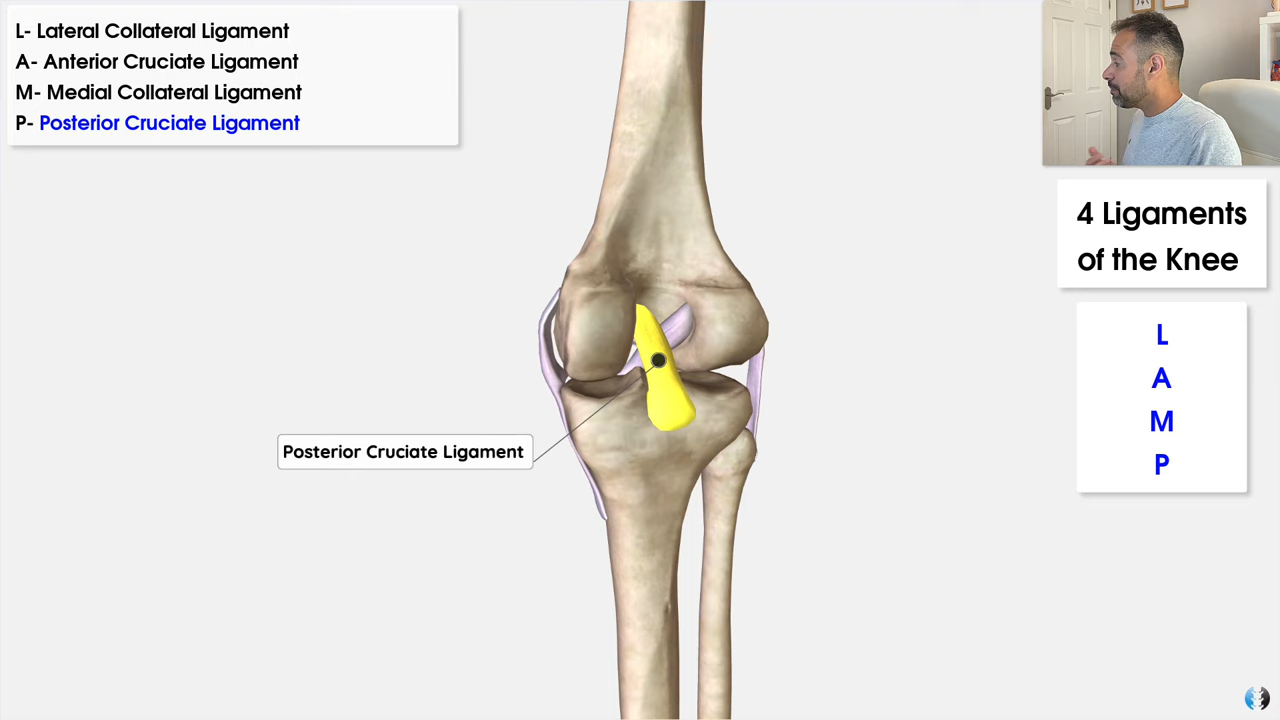 L- Lateral Collateral Ligament
A- Anterior Cruciate Ligament
M- Medial Collateral Ligament
P- Posterior Cruciate Ligament
4 Ligaments
of the Knee
L
A
M
P
Posterior Cruciate Ligament